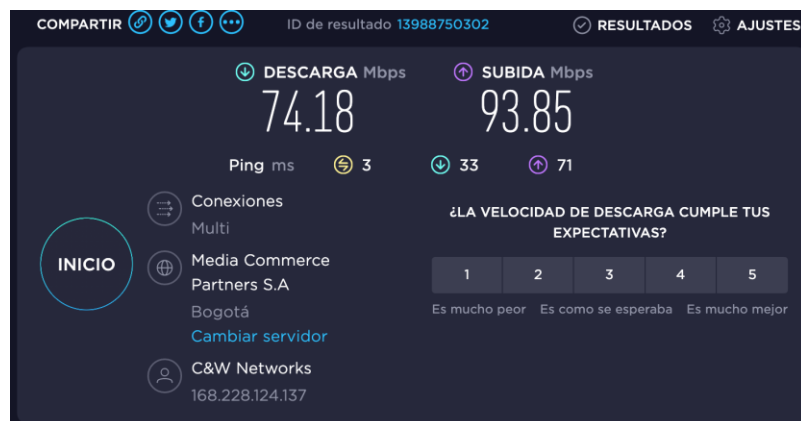 COMPARTIR ID de resultado 13988750302 RESULTADOS AJUSTES
DESCARGA Mbps SUBIDA Mbps
74.18 93.85
Ping ms 3 33 71
Conexiones
Multi
Media Commerce
Partners S.A
Bogotá
Cambiar servidor
C&W Networks
168.228.124.137
INICIO
¿LA VELOCIDAD DE DESCARGA CUMPLE TUS
EXPECTATIVAS?
1 2 3 4 5
Es mucho peor Es como se esperaba Es mucho mejor